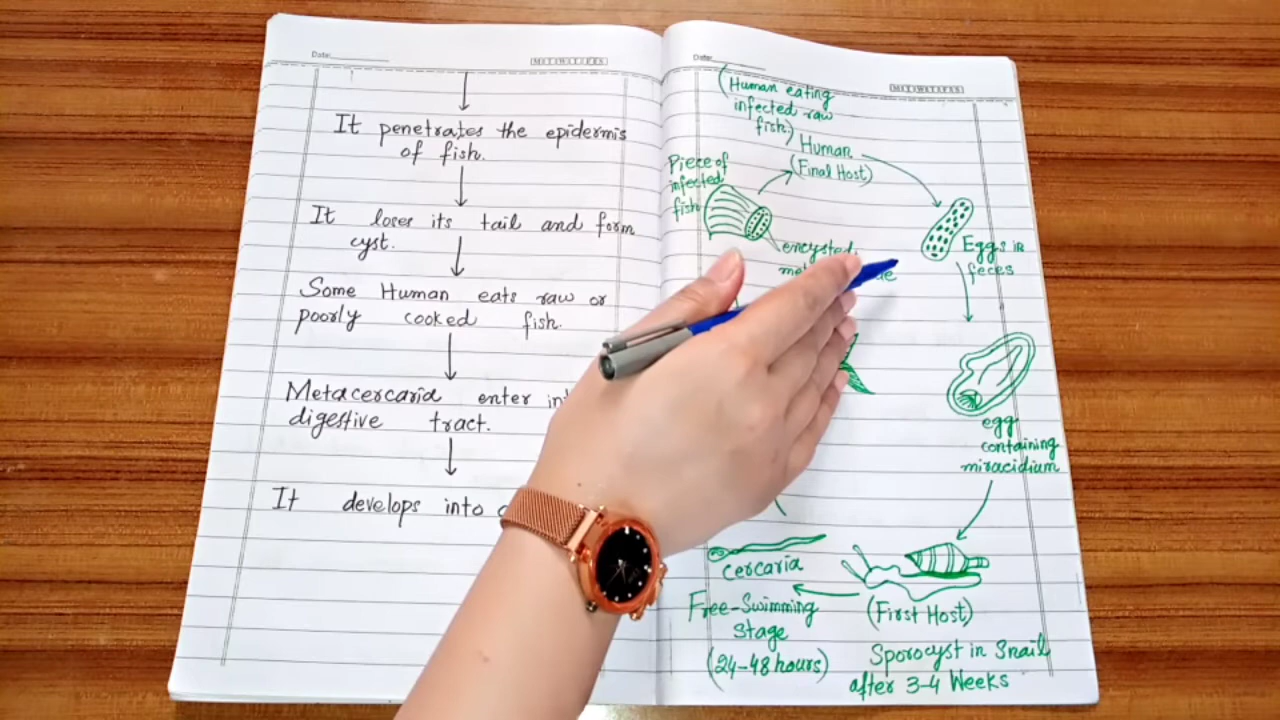 Date:
It penetrates the epidermis
of fish.
It loses its tail and form
cyst.
Some Human eats raw or
poorly cooked fish.
Metacercaria enter
digestive tract.
It develops into
Date:
(Human eating
infected raw
fish)
Human
(Final Host)
Piece of
infected
fish
encysted
Eggs in
feces
egg
containing
miracidium
Cercaria
Free-Swimming
Stage
(24-48 hours)
(First Host)
Sporocyst in Snail
after 3-4 Weeks